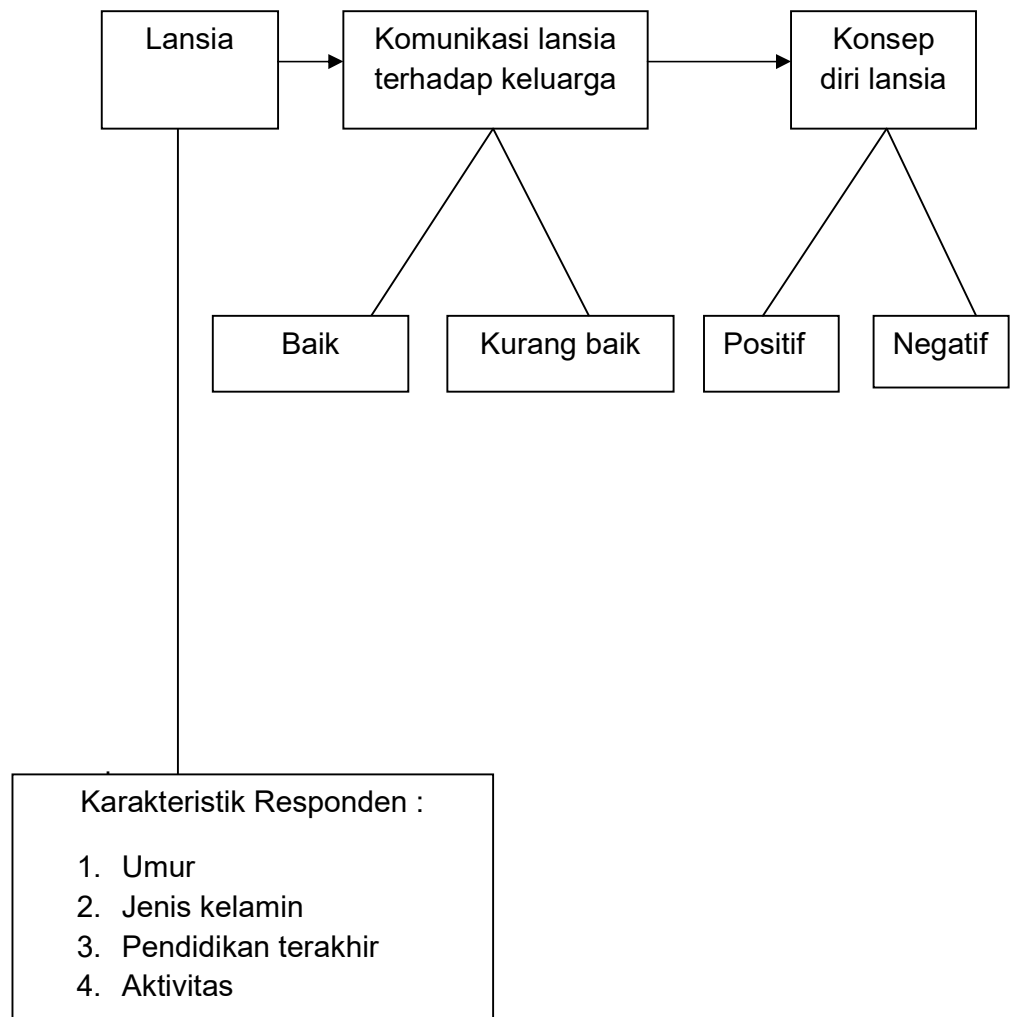 Lansia
Komunikasi lansia
terhadap keluarga
Konsep
diri lansia
Baik
Kurang baik
Positif
Negatif
Karakteristik Responden :
1. Umur
2. Jenis kelamin
3. Pendidikan terakhir
4. Aktivitas